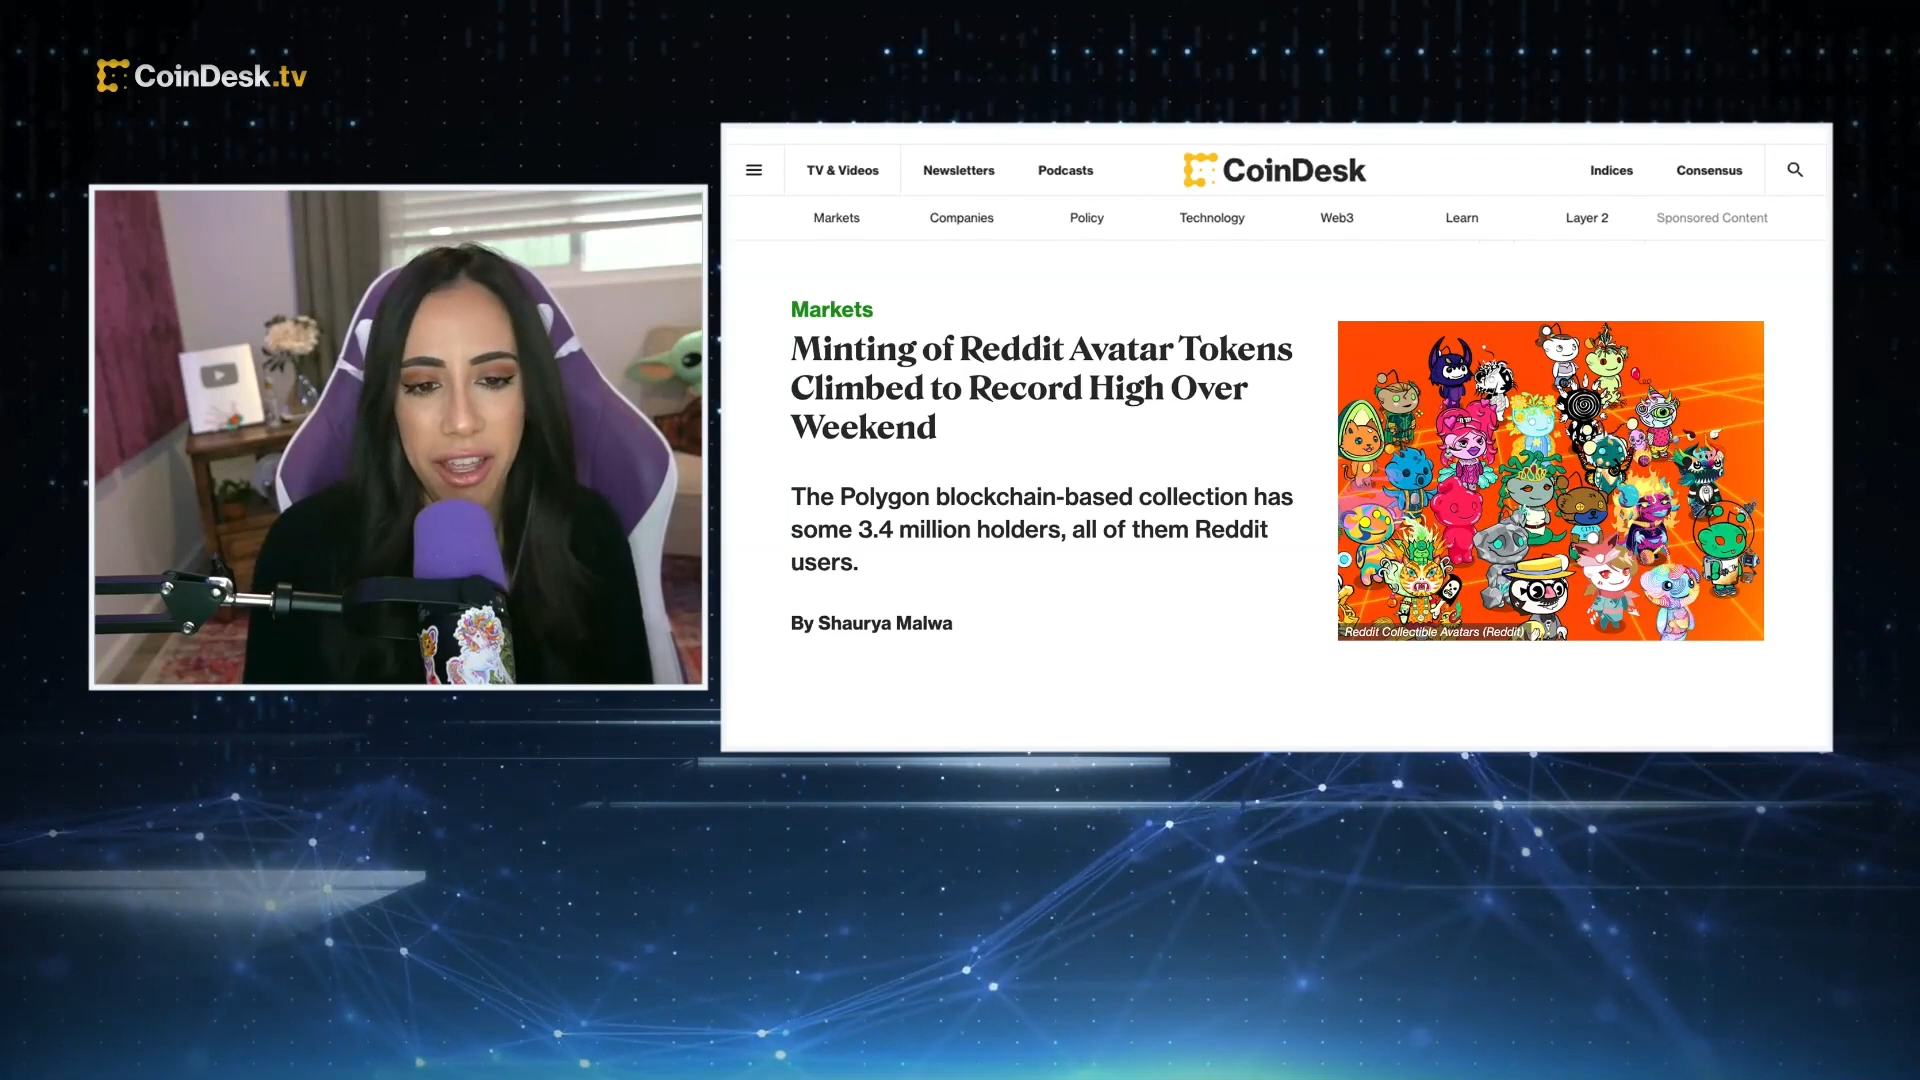 CoinDesk.tv
TV & Videos
Newsletters
Podcasts
CoinDesk
Indices
Consensus
Markets
Companies
Policy
Technology
Web3
Learn
Layer 2
Sponsored Content
Markets
Minting of Reddit Avatar Tokens
Climbed to Record High Over
Weekend
The Polygon blockchain-based collection has
some 3.4 million holders, all of them Reddit
users.
By Shaurya Malwa
Reddit Collectible Avatars (Reddit)